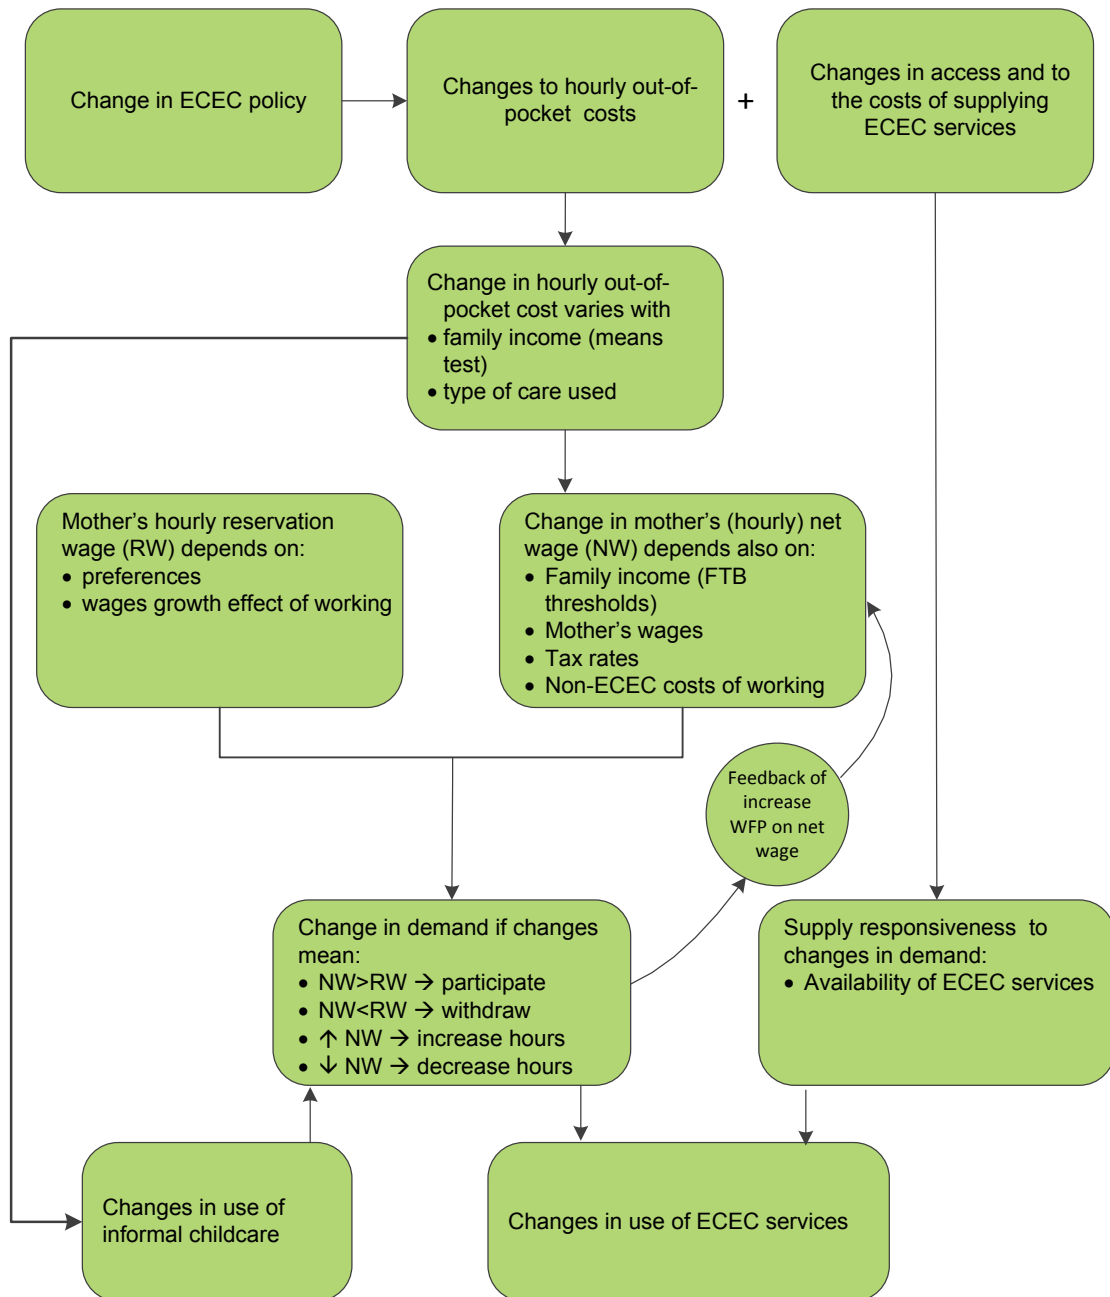 Change in ECEC policy
Changes to hourly out-of-
pocket  costs
+
Changes in access and to
the costs of supplying
ECEC services
Change in hourly out-of-
pocket cost varies with
• family income (means
test)
• type of care used
Mother’s hourly reservation
wage (RW) depends on:
• preferences
• wages growth effect of working
Change in mother’s (hourly) net
wage (NW) depends also on:
• Family income (FTB
thresholds)
• Mother’s wages
• Tax rates
• Non-ECEC costs of working
Feedback of
increase
WFP on net
wage
Change in demand if changes
mean:
• NW>RW → participate
• NW<RW → withdraw
• ↑ NW → increase hours
• ↓ NW → decrease hours
Supply responsiveness  to
changes in demand:
• Availability of ECEC services
Changes in use of
informal childcare
Changes in use of ECEC services